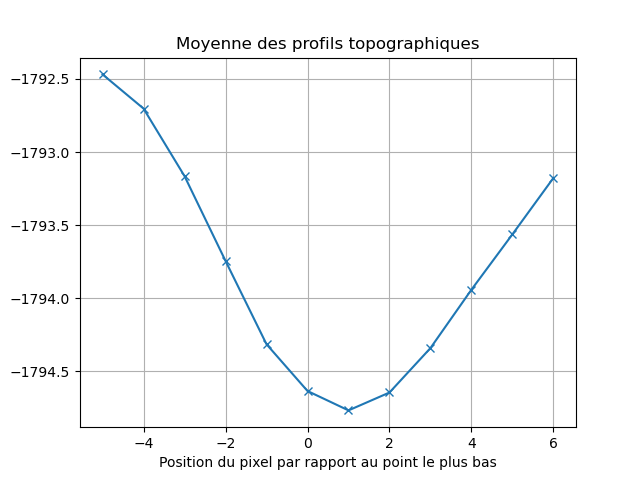 Moyenne des profils topographiques
−1792.5
−1793.0
−1793.5
−1794.0
−1794.5
−4 −2 0 2 4 6
Position du pixel par rapport au point le plus bas